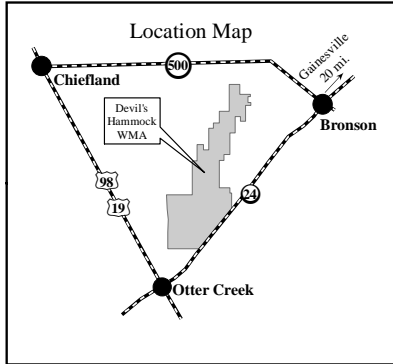 Location Map
Gainesville
20 mi.
500
Chiefland
Devil's
Hammock
WMA
Bronson
98
19
24
Otter Creek